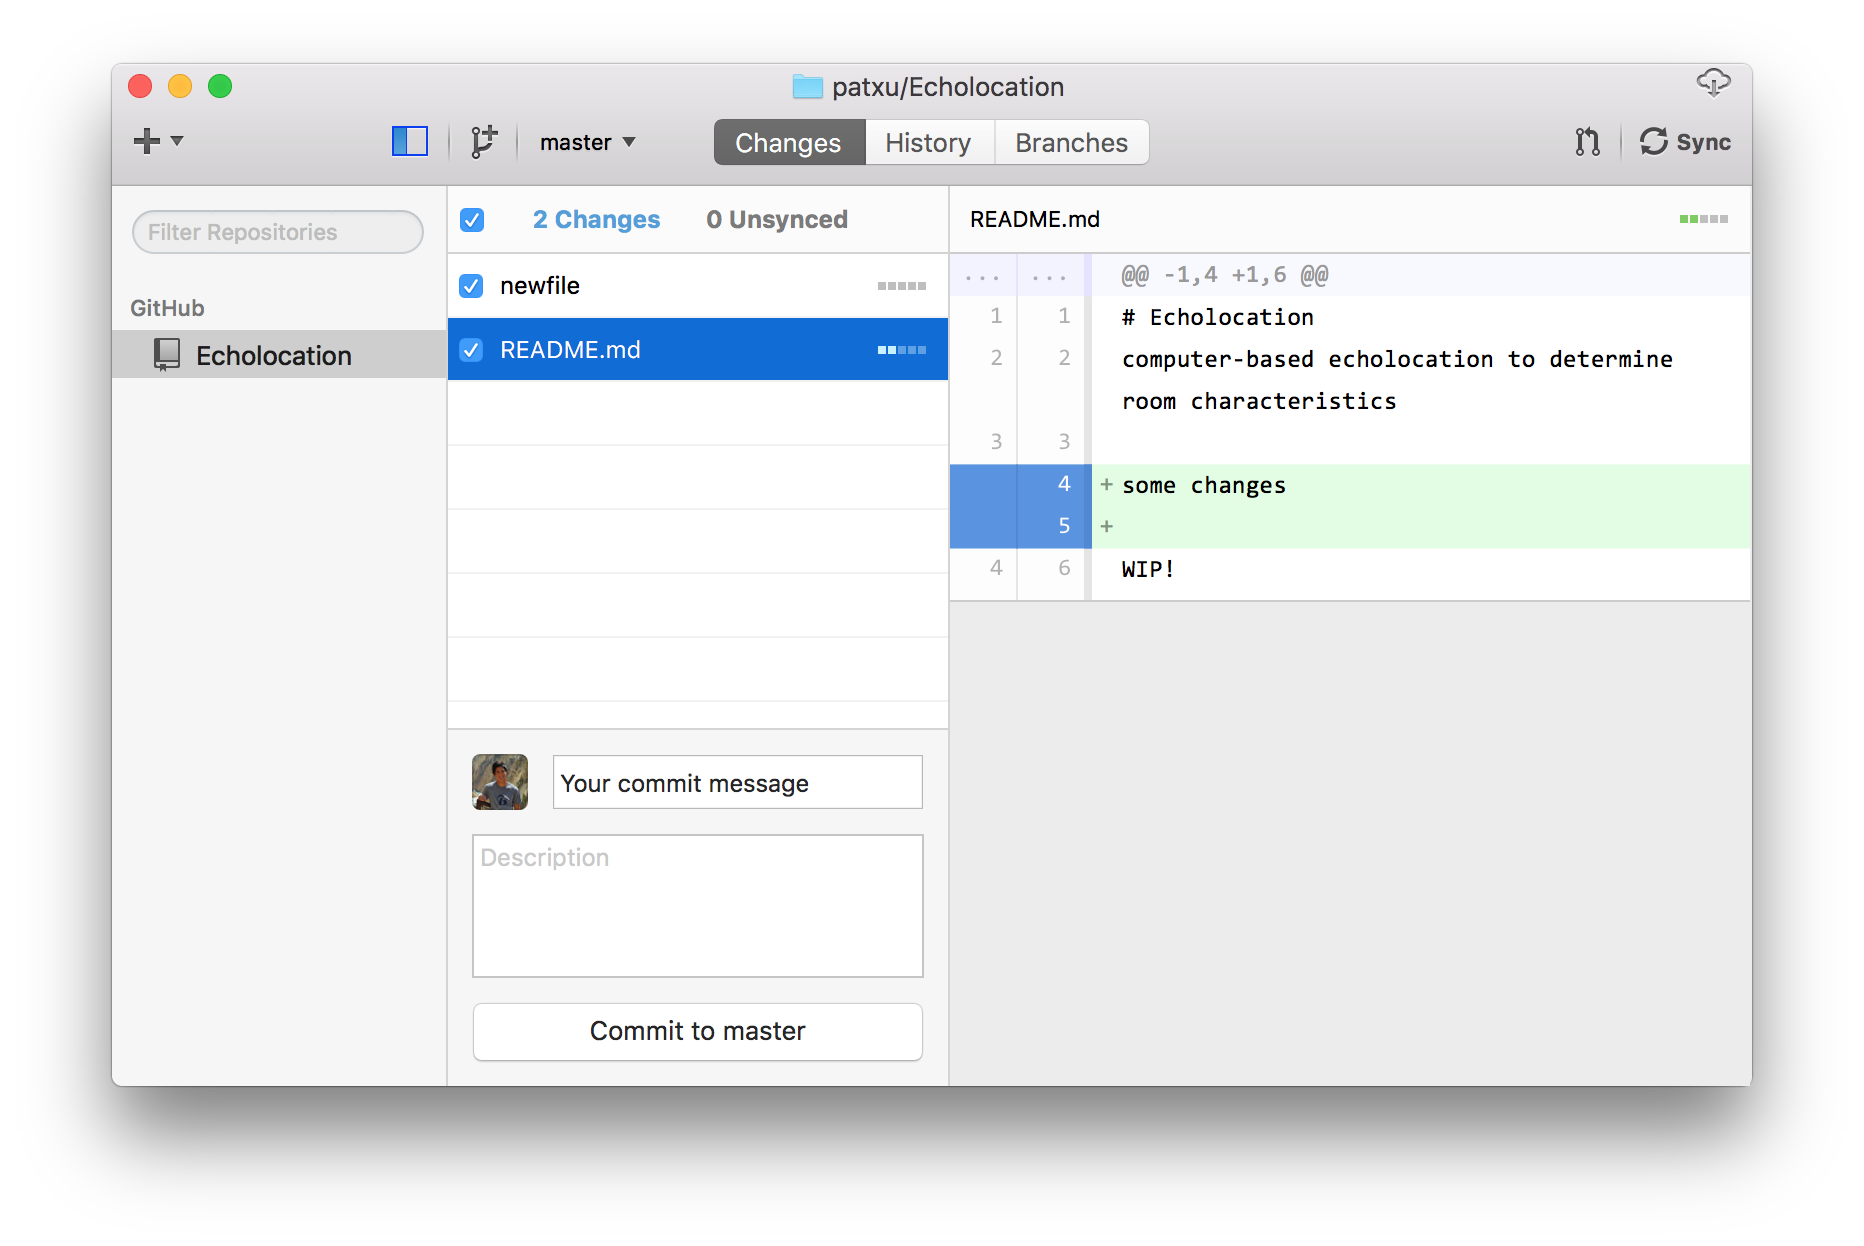 patxu/Echolocation
master
Changes
History
Branches
Sync
Filter Repositories
GitHub
Echolocation
2 Changes
0 Unsynced
newfile
README.md
Your commit message
Description
Commit to master
README.md
... ... @@ -1,4 +1,6 @@
1 1 # Echolocation
2 2 computer-based echolocation to determine
room characteristics
3 3
4 + some changes
5 +
4 6 WIP!